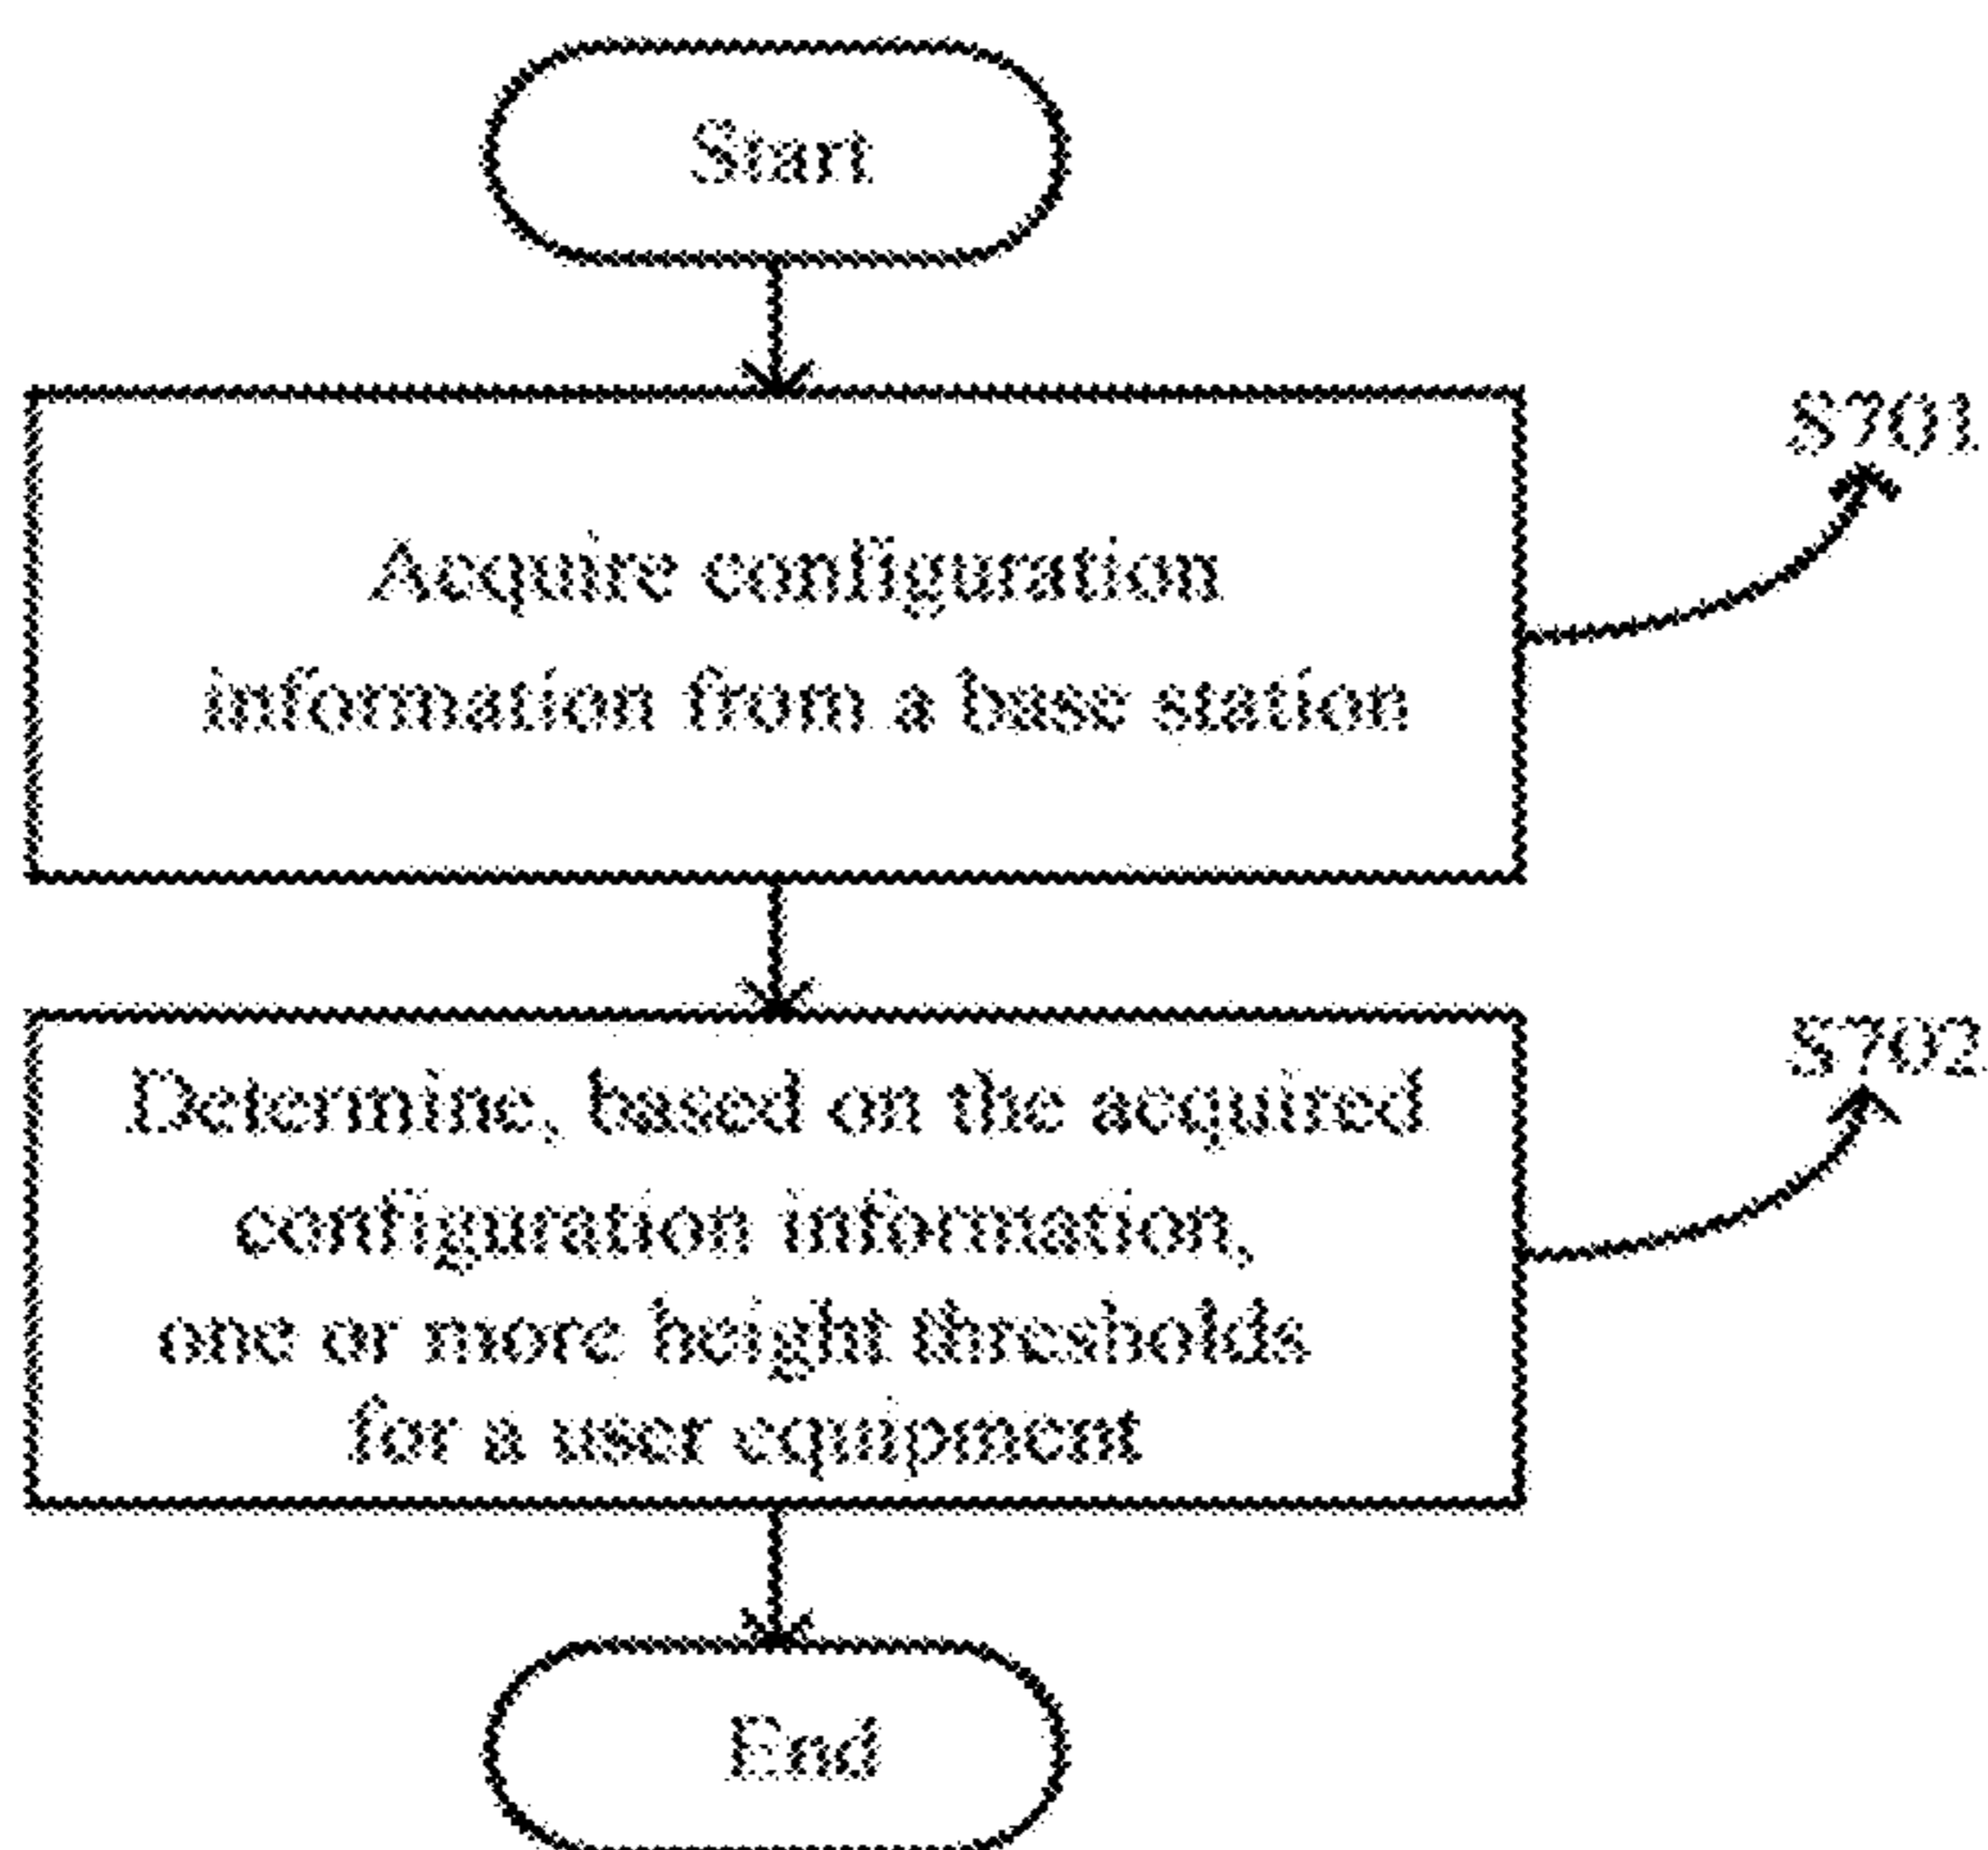 Start
S701
Acquire configuration
information from a base station
S702
Determine, based on the acquired
configuration information,
one or more height thresholds
for a user equipment
End